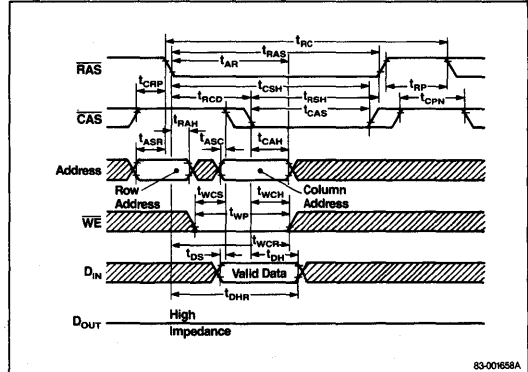 tRC
tRAS
tAR
RAS
tCRP
tCSH
tRP
tRCD
tRSH
tCPN
CAS
tCAS
tRAH
tASR
tASC
tCAH
Address
Row Address
Column Address
tWCS
tWCH
WE
tWP
tWCR
tDS
tDH
DIN
Valid Data
tDHR
DOUT
High Impedance
83-001658A